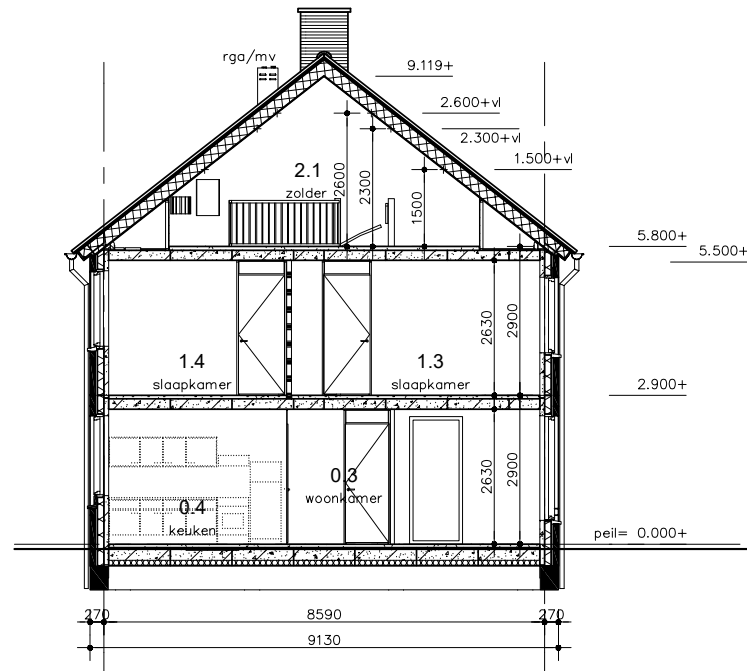 rga/mv
9.119+
2.600+vl
2.300+vl
1.500+vl
2.1
zolder
2600
2300
1500
5.800+
5.500+
1.4
slaapkamer
1.3
slaapkamer
2630
2900
2.900+
0.3
woonkamer
0.4
keuken
2630
2900
peil= 0.000+
270
8590
270
9130